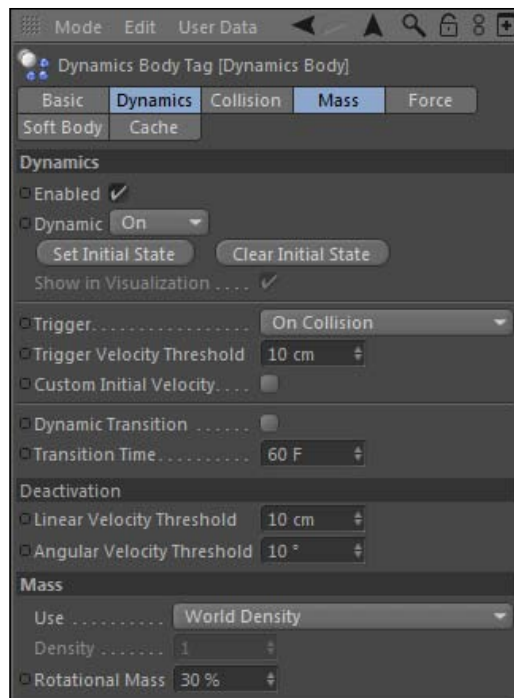 Mode Edit User Data
Dynamics Body Tag [Dynamics Body]
Basic Dynamics Collision Mass Force
Soft Body Cache
Dynamics
Enabled
Dynamic On
Set Initial State Clear Initial State
Show in Visualization ....
Trigger................. On Collision
Trigger Velocity Threshold 10 cm
Custom Initial Velocity....
Dynamic Transition ......
Transition Time.......... 60 F
Deactivation
Linear Velocity Threshold 10 cm
Angular Velocity Threshold 10 °
Mass
Use .......... World Density
Density ....... 1
Rotational Mass 30 %